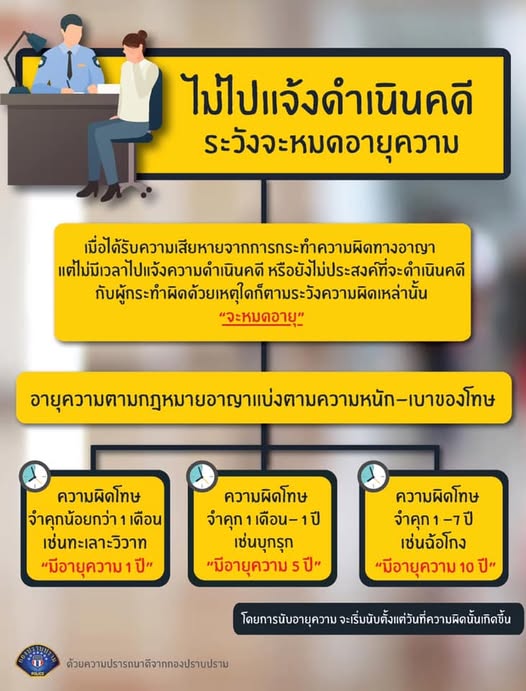 ไม่ไปแจ้งดำเนินคดี
ระวังจะหมดอายุความ
เมื่อได้รับความเสียหายจากการกระทำความผิดทางอาญา
แต่ไม่มีเวลาไปแจ้งความดำเนินคดี หรือยังไม่ประสงค์ที่จะดำเนินคดี
กับผู้กระทำผิดด้วยเหตุใดก็ตามระวังความผิดเหล่านั้น
“จะหมดอายุ”
อายุความตามกฎหมายอาญาแบ่งตามความหนัก-เบาของโทษ
ความผิดโทษ
จำคุกน้อยกว่า 1 เดือน
เช่นทะเลาะวิวาท
“มีอายุความ 1 ปี”
ความผิดโทษ
จำคุก 1 เดือน- 1 ปี
เช่นบุกรุก
“มีอายุความ 5 ปี”
ความผิดโทษ
จำคุก 1 -7 ปี
เช่นฉ้อโกง
“มีอายุความ 10 ปี”
โดยการนับอายุความ จะเริ่มนับตั้งแต่วันที่ความผิดนั้นเกิดขึ้น
กองปราบปราม
POLICE
ด้วยความปรารถนาดีจากกองปราบปราม